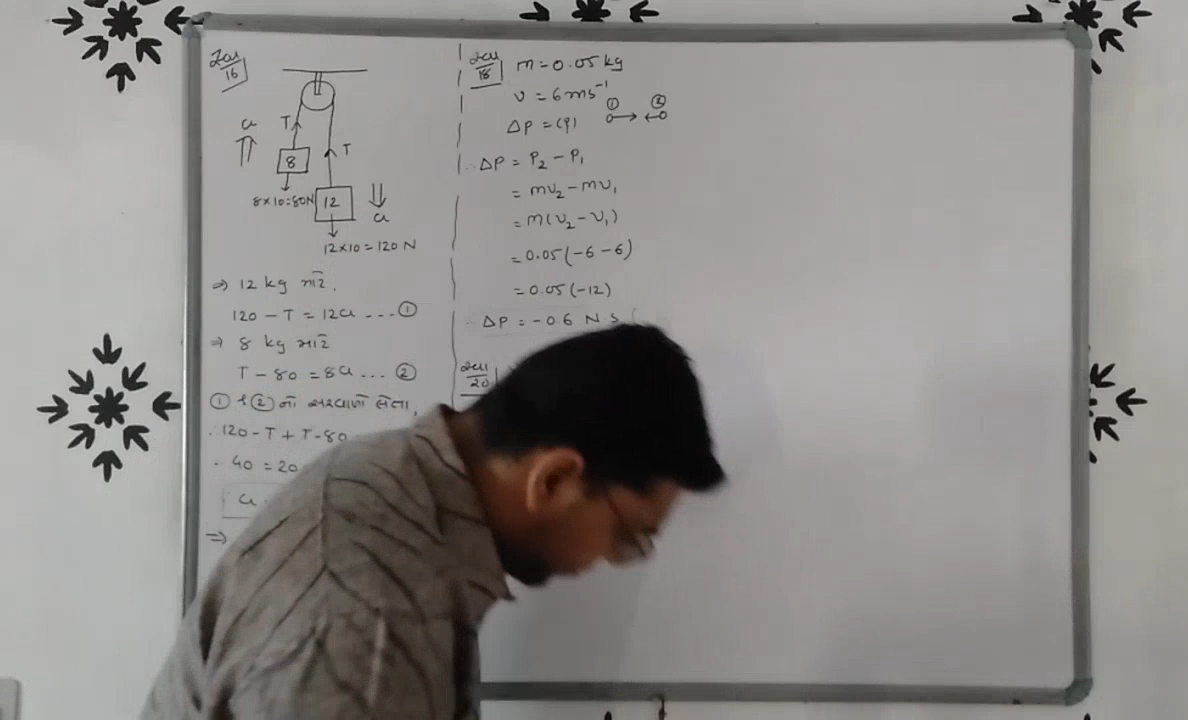 દાખલા
16
a
T
T
8
8×10=80N
12
a
12×10=120 N
⇒ 12 kg માટે,
120 - T = 12a ... ①
⇒ 8 kg માટે
T - 80 = 8a ... ②
① & ② નો સરવાળો લેતા,
120 - T + T - 80
40 = 20
a
⇒
18
m = 0.05 kg
v = 6 ms⁻¹
① ②
ΔP = (?)
∴ ΔP = P₂ - P₁
= mv₂ - mv₁
= m(v₂ - v₁)
= 0.05(-6 - 6)
= 0.05(-12)
ΔP = -0.6 N s
20